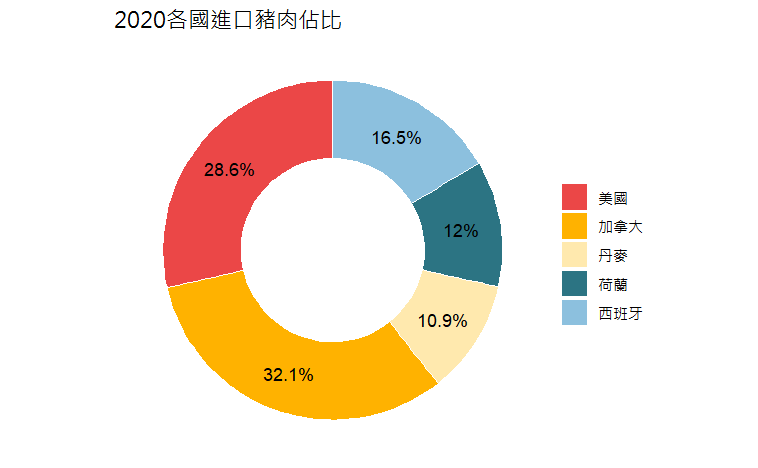 2020各國進口豬肉佔比
16.5%
28.6%
12%
10.9%
32.1%
美國
加拿大
丹麥
荷蘭
西班牙